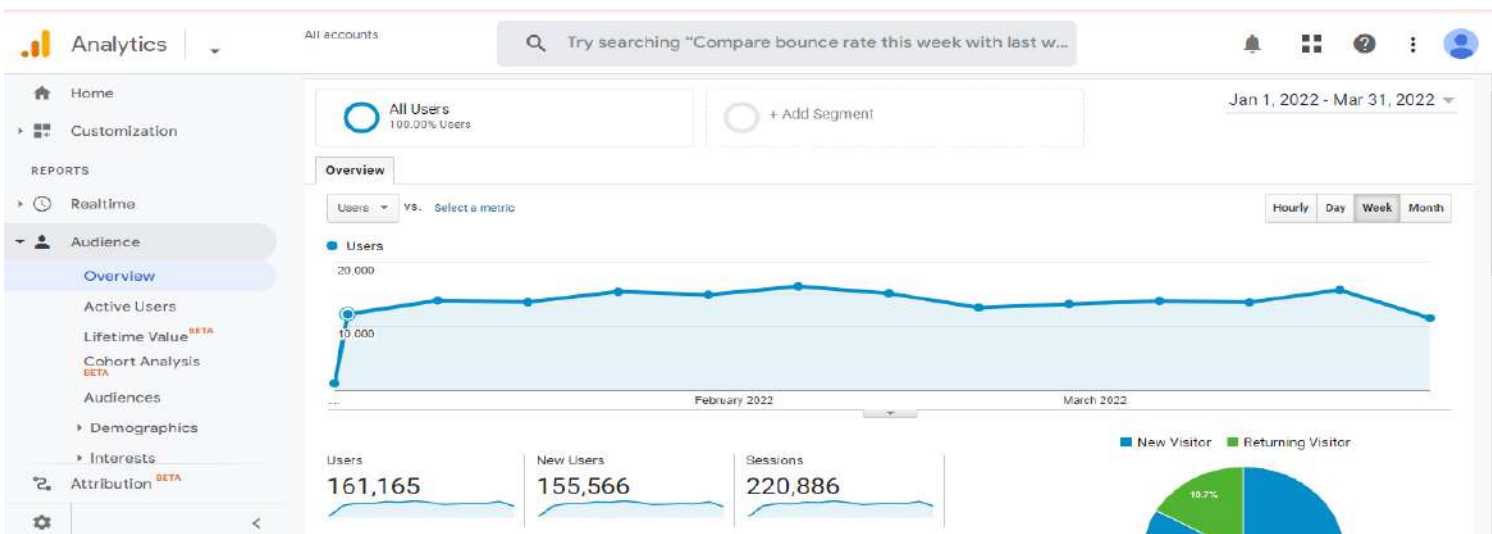 Analytics
All accounts
Try searching "Compare bounce rate this week with last w...
Home
Customization
REPORTS
Realtime
Audience
Overview
Active Users
Lifetime Value BETA
Cohort Analysis
BETA
Audiences
Demographics
Interests
Attribution BETA
All Users
100.00% Users
+ Add Segment
Jan 1, 2022 - Mar 31, 2022
Overview
Users VS. Select a metric
Hourly Day Week Month
Users
20,000
10,000
...
February 2022
March 2022
Users
161,165
New Users
155,566
Sessions
220,886
New Visitor Returning Visitor
10.7%